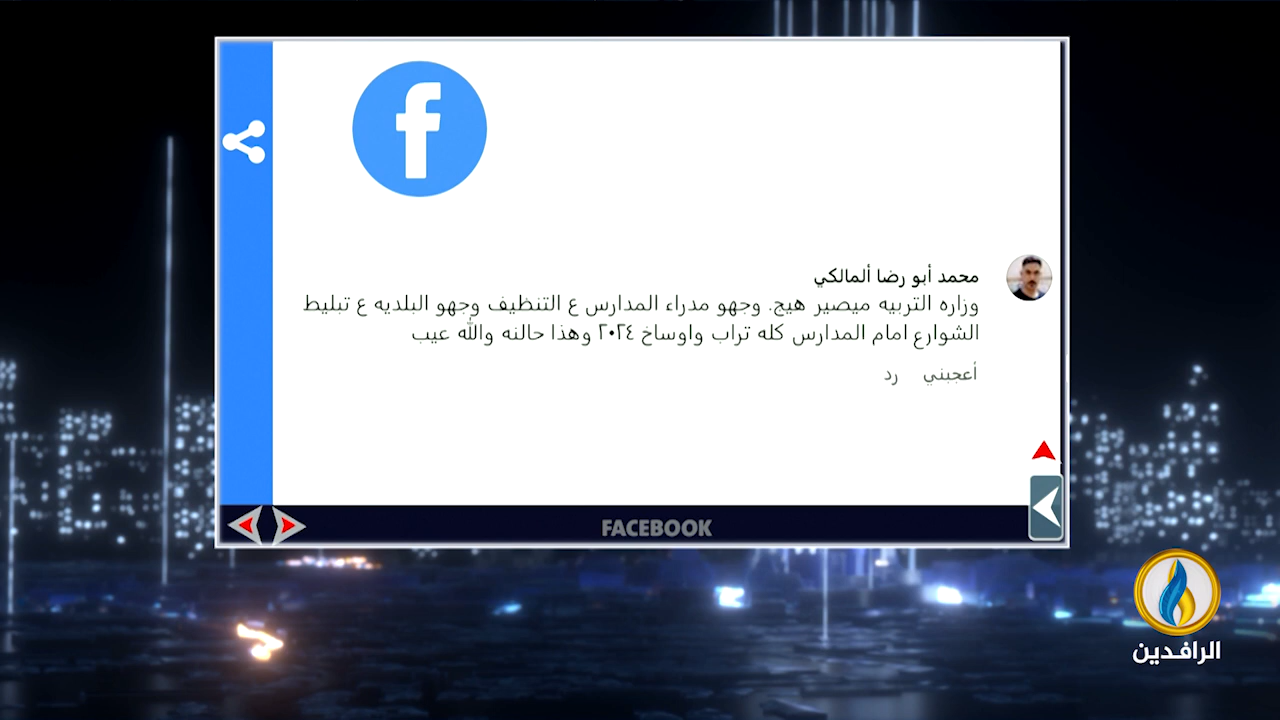 محمد أبو رضا ألمالكي
وزاره التربيه ميصير هيج. وجهو مدراء المدارس ع التنظيف وجهو البلديه ع تبليط
الشوارع امام المدارس كله تراب واوساخ ٢٠٢٤ وهذا حالنه والله عيب
أعجبني رد
FACEBOOK
الرافدين